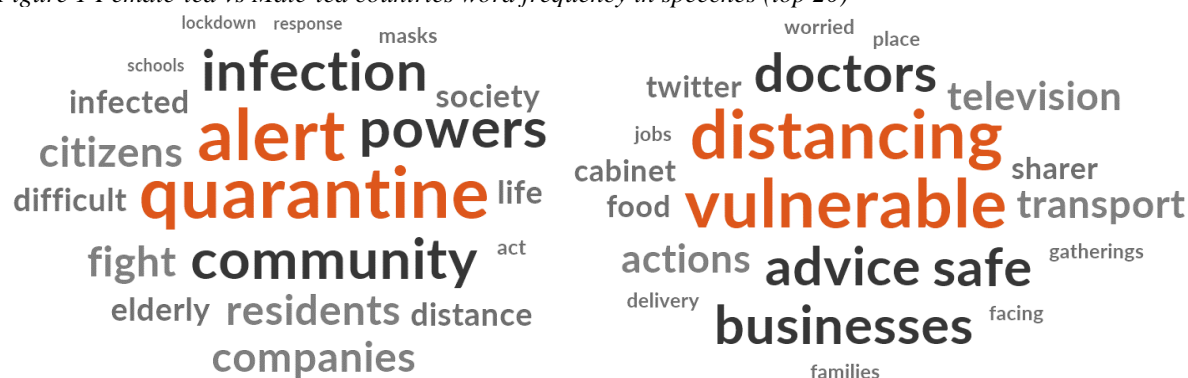 Figure 1 Female-led vs Male-led countries word frequency in speeches (top 20)
lockdown response
masks
schools infection
infected society
alert powers
citizens
quarantine life
difficult
fight community act
elderly residents distance
companies
worried
place
twitter doctors television
jobs distancing
cabinet sharer
food vulnerable transport
actions advice safe gatherings
delivery businesses facing
families